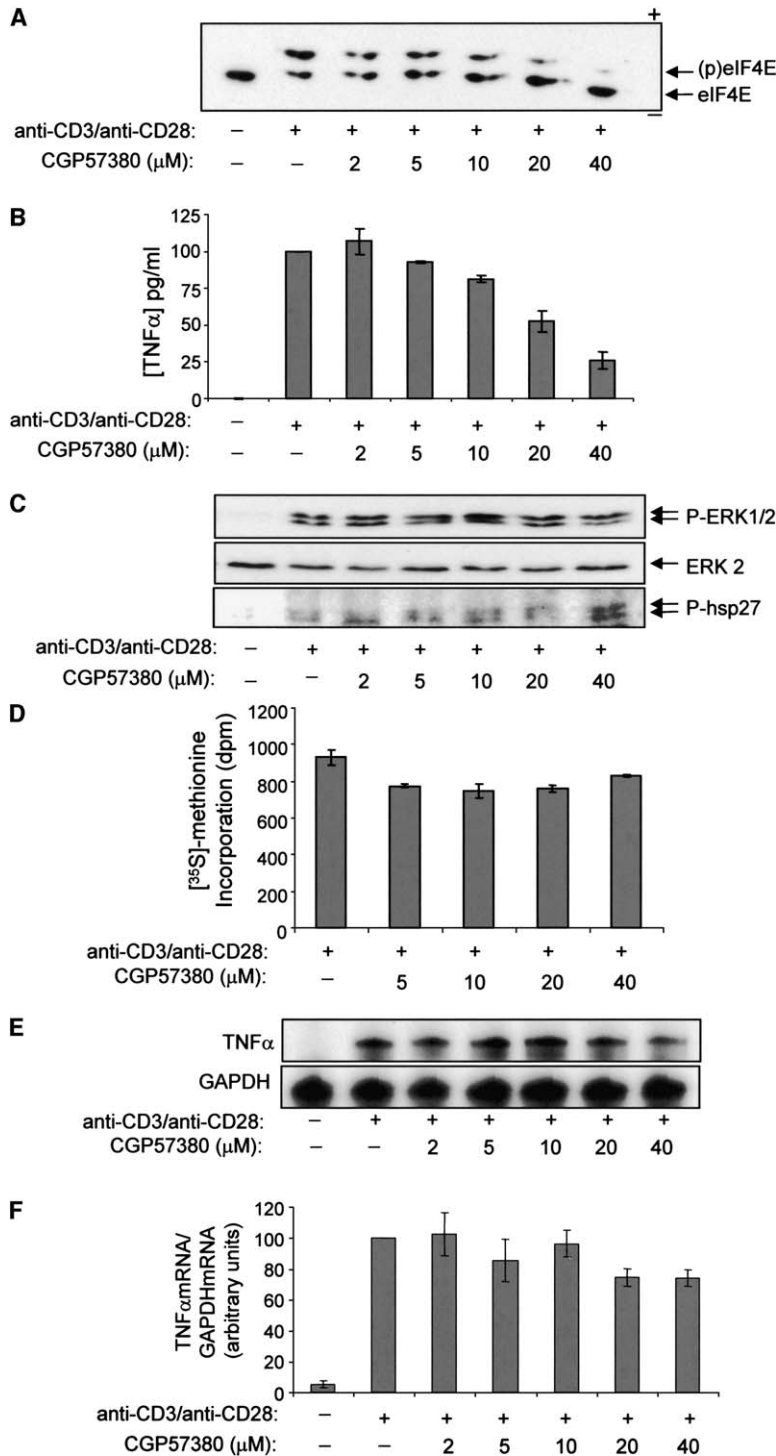 A
+
(p)eIF4E
eIF4E
–
anti-CD3/anti-CD28: – + + + + + +
CGP57380 (μM): – – 2 5 10 20 40
B
[TNFα] pg/ml
125
100
75
50
25
0
anti-CD3/anti-CD28: – + + + + + +
CGP57380 (μM): – – 2 5 10 20 40
C
P-ERK1/2
ERK 2
P-hsp27
anti-CD3/anti-CD28: – + + + + + +
CGP57380 (μM): – – 2 5 10 20 40
D
[³⁵S]-methionine
Incorporation (dpm)
1200
1000
800
600
400
200
0
anti-CD3/anti-CD28: + + + + +
CGP57380 (μM): – 5 10 20 40
E
TNFα
GAPDH
anti-CD3/anti-CD28: – + + + + + +
CGP57380 (μM): – – 2 5 10 20 40
F
TNFαmRNA/
GAPDHmRNA
(arbitrary units)
120
100
80
60
40
20
0
anti-CD3/anti-CD28: – + + + + + +
CGP57380 (μM): – – 2 5 10 20 40